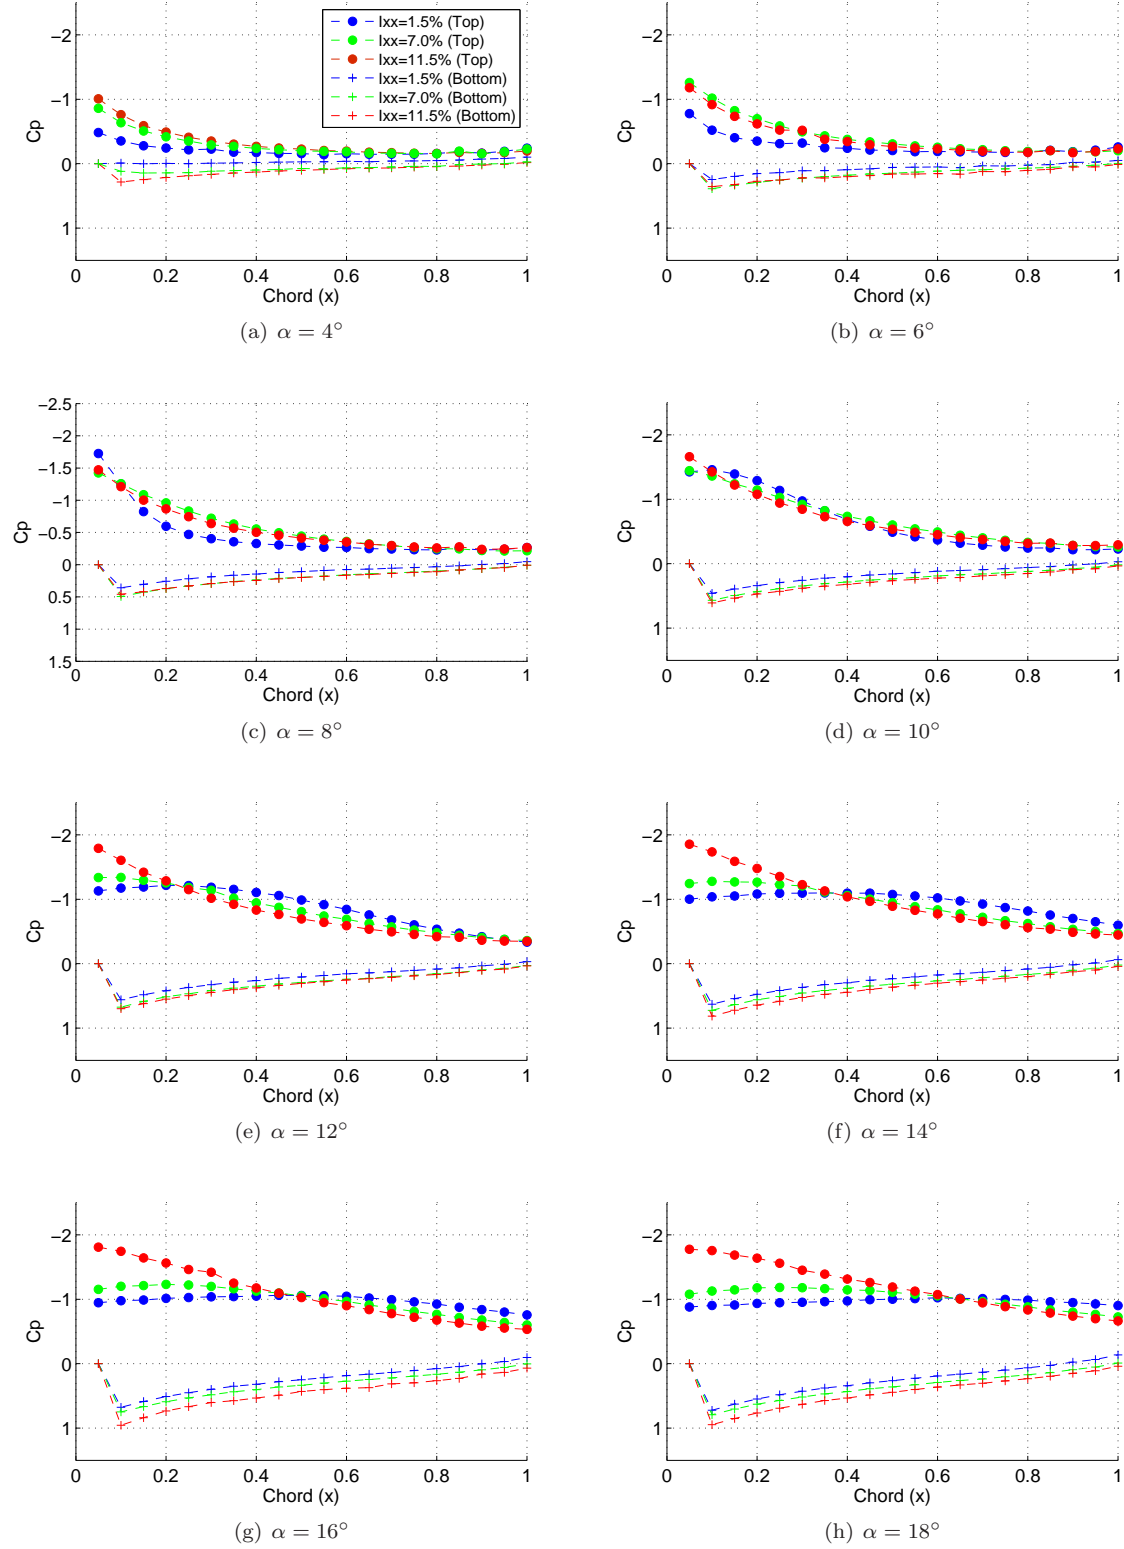 Ixx=1.5% (Top)
Ixx=7.0% (Top)
Ixx=11.5% (Top)
Ixx=1.5% (Bottom)
Ixx=7.0% (Bottom)
Ixx=11.5% (Bottom)
−2
−1
0
1
Cp
0 0.2 0.4 0.6 0.8 1
Chord (x)
(a) α = 4°
−2
−1
0
1
Cp
0 0.2 0.4 0.6 0.8 1
Chord (x)
(b) α = 6°
−2.5
−2
−1.5
−1
−0.5
0
0.5
1
1.5
Cp
0 0.2 0.4 0.6 0.8 1
Chord (x)
(c) α = 8°
−2
−1
0
1
Cp
0 0.2 0.4 0.6 0.8 1
Chord (x)
(d) α = 10°
−2
−1
0
1
Cp
0 0.2 0.4 0.6 0.8 1
Chord (x)
(e) α = 12°
−2
−1
0
1
Cp
0 0.2 0.4 0.6 0.8 1
Chord (x)
(f) α = 14°
−2
−1
0
1
Cp
0 0.2 0.4 0.6 0.8 1
Chord (x)
(g) α = 16°
−2
−1
0
1
Cp
0 0.2 0.4 0.6 0.8 1
Chord (x)
(h) α = 18°